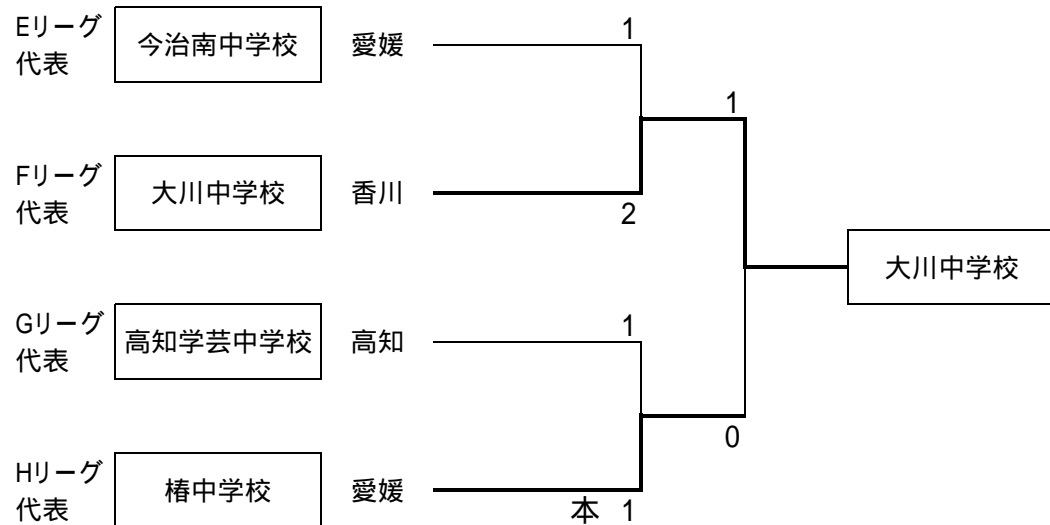 Eリーグ
代表
今治南中学校
愛媛
1
1
Fリーグ
代表
大川中学校
香川
2
大川中学校
Gリーグ
代表
高知学芸中学校
高知
1
0
Hリーグ
代表
椿中学校
愛媛
本 1